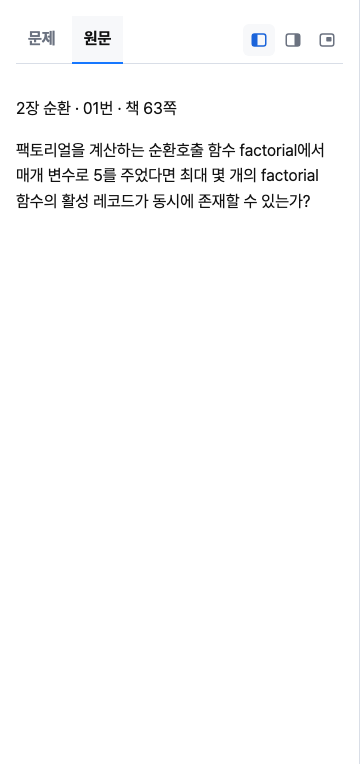 문제 원문
2장 순환 · 01번 · 책 63쪽
팩토리얼을 계산하는 순환호출 함수 factorial에서
매개 변수로 5를 주었다면 최대 몇 개의 factorial
함수의 활성 레코드가 동시에 존재할 수 있는가?